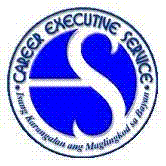 CAREER EXECUTIVE SERVICE
Isang Karangalan ang Maglingkod sa Bayan